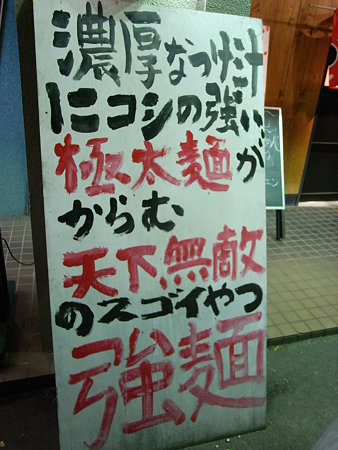 濃厚なつけ汁
にコシの強い
極太麺が
からむ
天下無敵
のスゴイやつ
強麺